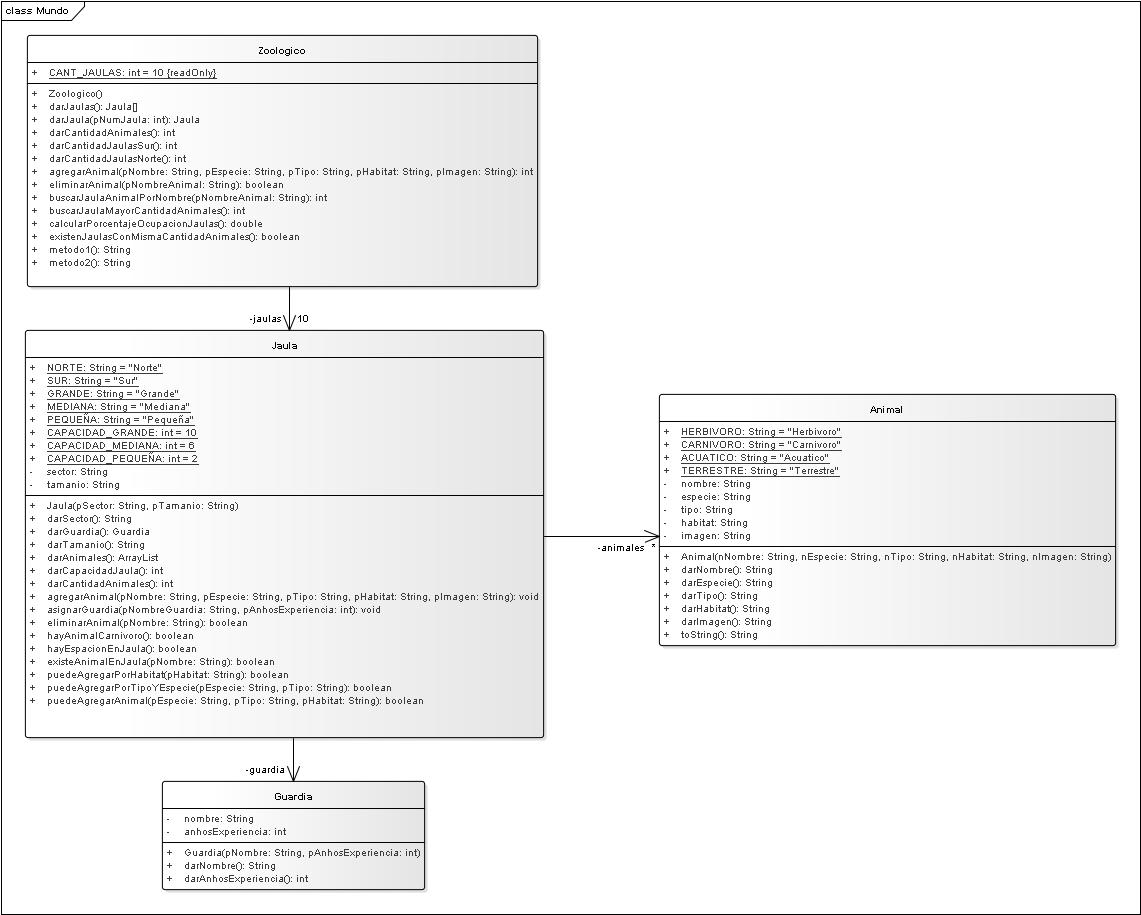 class Mundo
Zoologico
+ CANT_JAULAS: int = 10 {readOnly}
+ Zoologico()
+ darJaulas(): Jaula[]
+ darJaula(pNumJaula: int): Jaula
+ darCantidadAnimales(): int
+ darCantidadJaulasSur(): int
+ darCantidadJaulasNorte(): int
+ agregarAnimal(pNombre: String, pEspecie: String, pTipo: String, pHabitat: String, pImagen: String): int
+ eliminarAnimal(pNombreAnimal: String): boolean
+ buscarJaulaAnimalPorNombre(pNombreAnimal: String): int
+ buscarJaulaMayorCantidadAnimales(): int
+ calcularPorcentajeOcupacionJaulas(): double
+ existenJaulasConMismaCantidadAnimales(): boolean
+ metodo1(): String
+ metodo2(): String
-jaulas 10
Jaula
+ NORTE: String = "Norte"
+ SUR: String = "Sur"
+ GRANDE: String = "Grande"
+ MEDIANA: String = "Mediana"
+ PEQUEÑA: String = "Pequeña"
+ CAPACIDAD_GRANDE: int = 10
+ CAPACIDAD_MEDIANA: int = 6
+ CAPACIDAD_PEQUEÑA: int = 2
- sector: String
- tamanio: String
+ Jaula(pSector: String, pTamanio: String)
+ darSector(): String
+ darGuardia(): Guardia
+ darTamanio(): String
+ darAnimales(): ArrayList
+ darCapacidadJaula(): int
+ darCantidadAnimales(): int
+ agregarAnimal(pNombre: String, pEspecie: String, pTipo: String, pHabitat: String, pImagen: String): void
+ asignarGuardia(pNombreGuardia: String, pAnhosExperiencia: int): void
+ eliminarAnimal(pNombre: String): boolean
+ hayAnimalCarnivoro(): boolean
+ hayEspacionEnJaula(): boolean
+ existeAnimalEnJaula(pNombre: String): boolean
+ puedeAgregarPorHabitat(pHabitat: String): boolean
+ puedeAgregarPorTipoYEspecie(pEspecie: String, pTipo: String): boolean
+ puedeAgregarAnimal(pEspecie: String, pTipo: String, pHabitat: String): boolean
-animales *
Animal
+ HERBIVORO: String = "Herbivoro"
+ CARNIVORO: String = "Carnivoro"
+ ACUATICO: String = "Acuatico"
+ TERRESTRE: String = "Terrestre"
- nombre: String
- especie: String
- tipo: String
- habitat: String
- imagen: String
+ Animal(nNombre: String, nEspecie: String, nTipo: String, nHabitat: String, nImagen: String)
+ darNombre(): String
+ darEspecie(): String
+ darTipo(): String
+ darHabitat(): String
+ darImagen(): String
+ toString(): String
-guardia
Guardia
- nombre: String
- anhosExperiencia: int
+ Guardia(pNombre: String, pAnhosExperiencia: int)
+ darNombre(): String
+ darAnhosExperiencia(): int